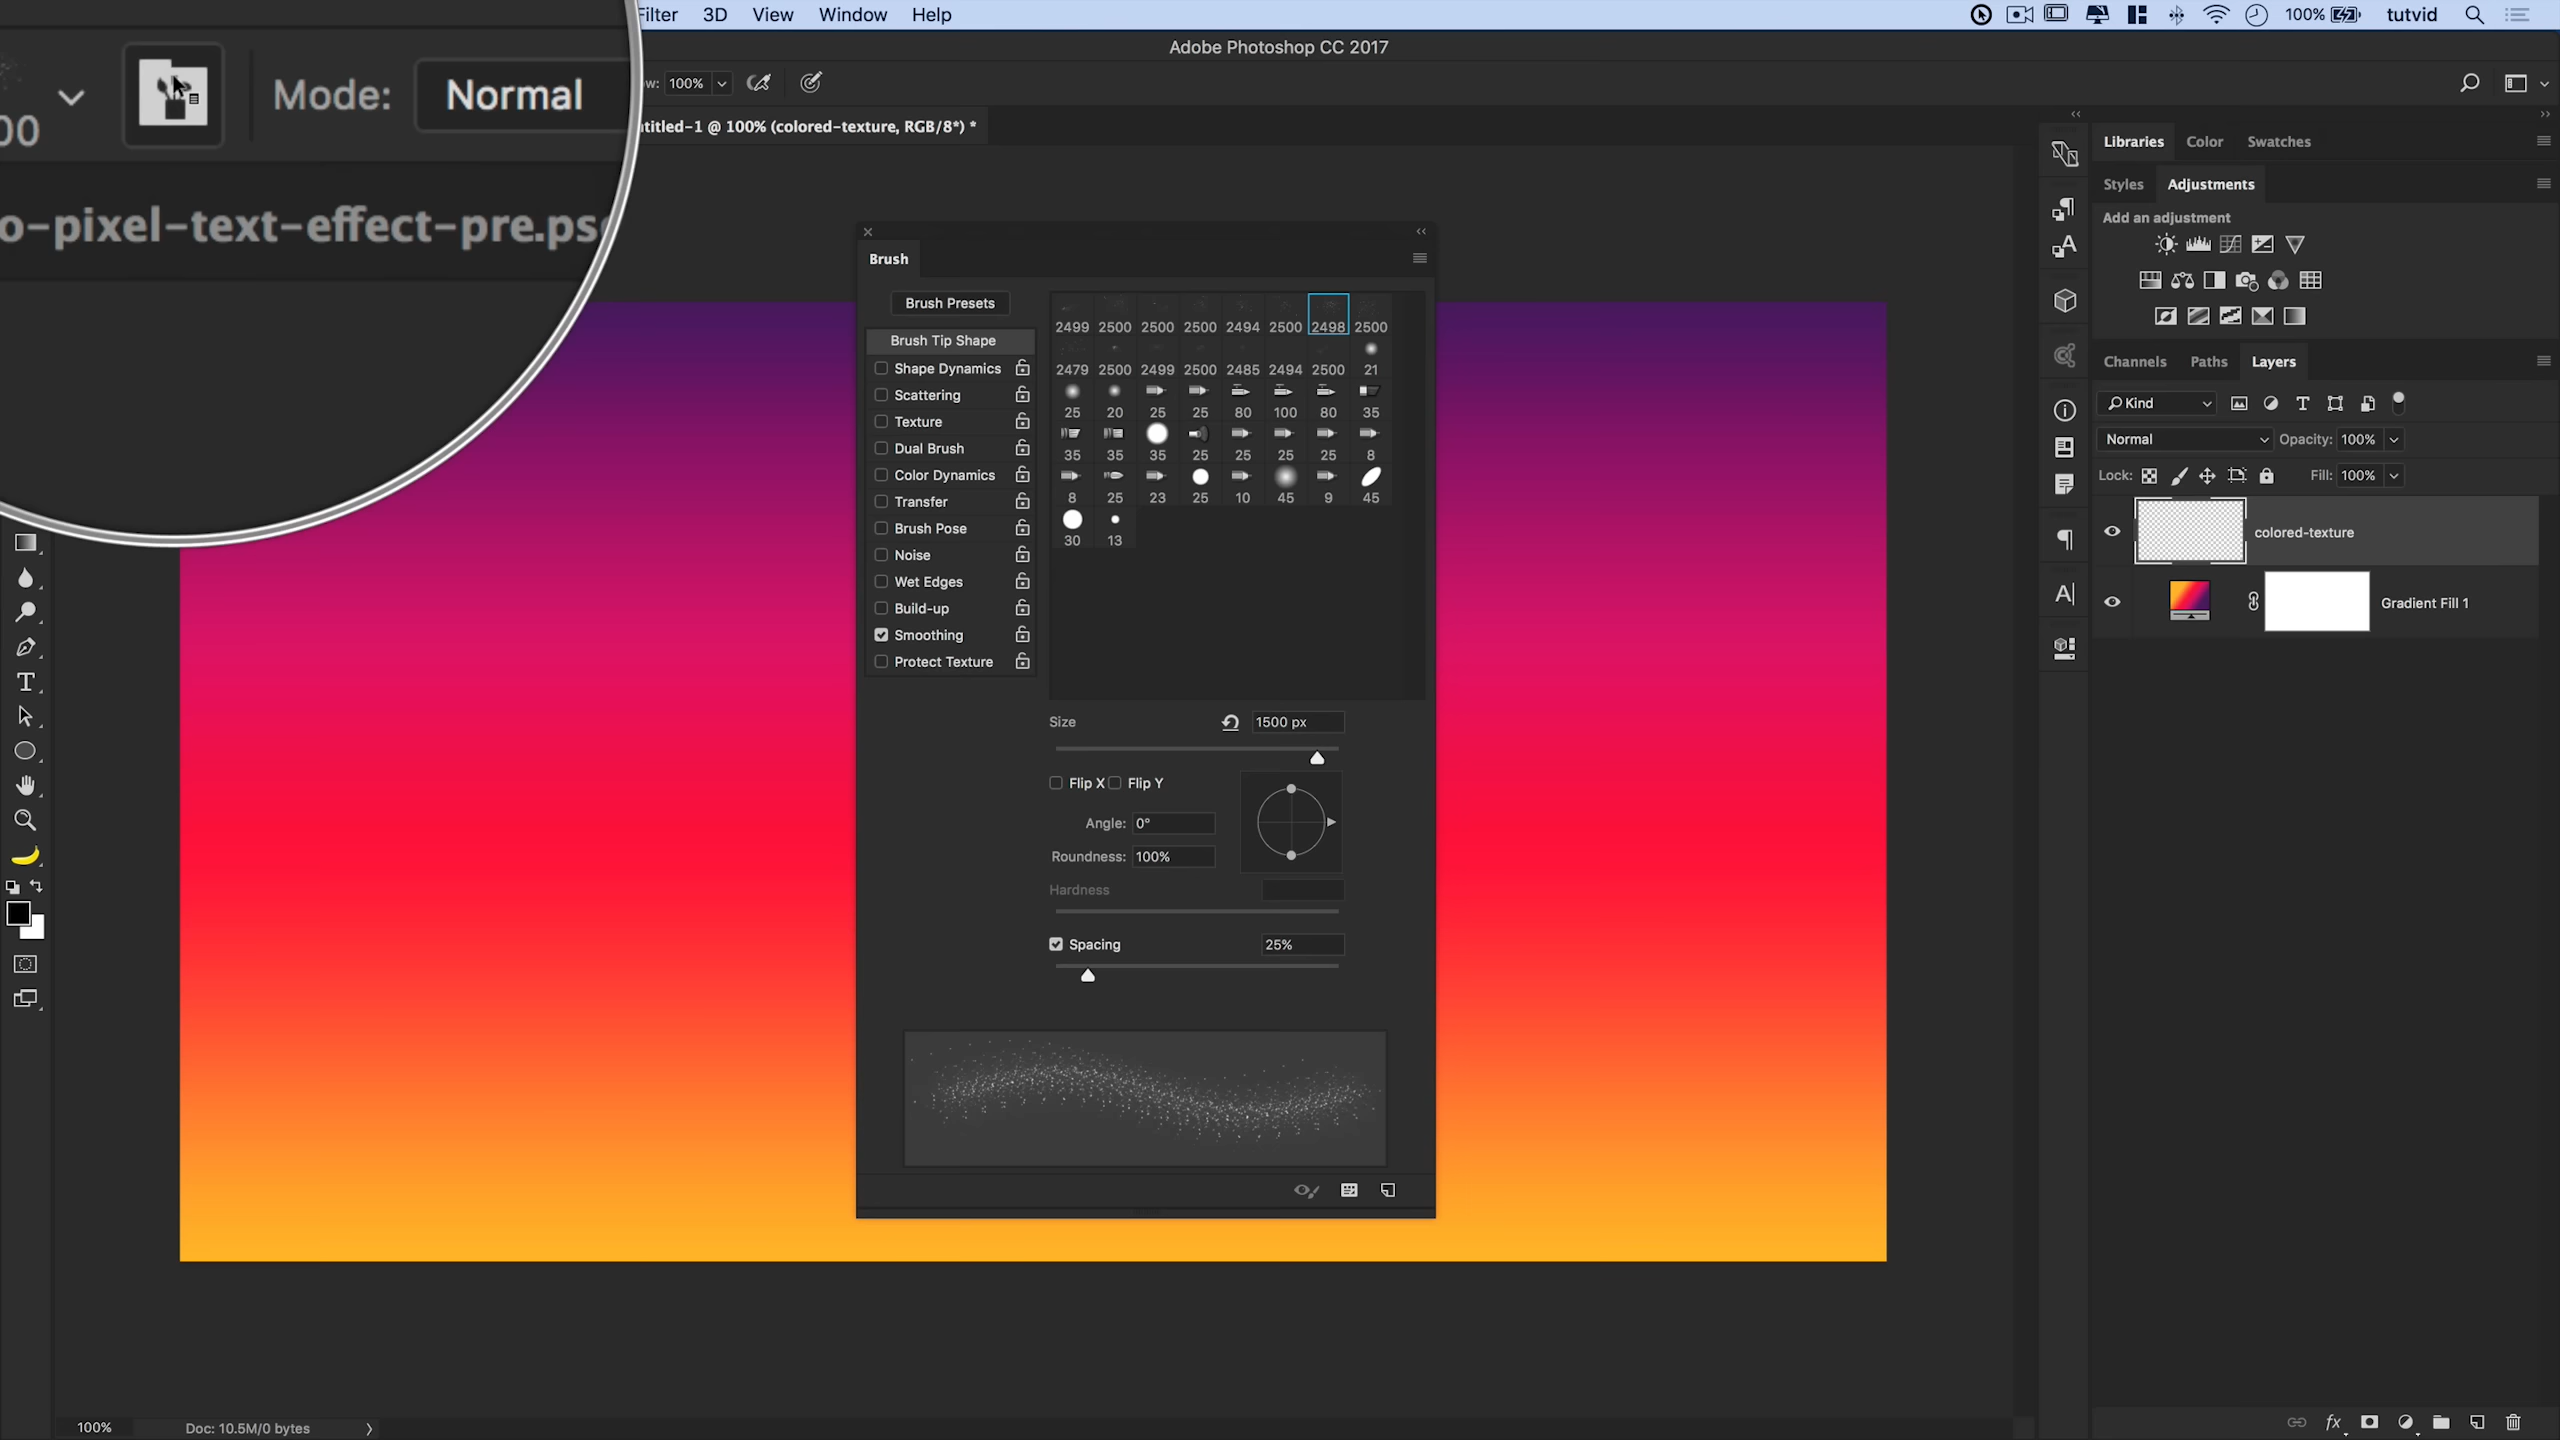 Filter 3D View Window Help
100% tutvid
Adobe Photoshop CC 2017
00 Mode: Normal
ow: 100%
o-pixel-text-effect-pre.ps
ntitled-1 @ 100% (colored-texture, RGB/8*) *
Brush
Brush Presets
Brush Tip Shape
Shape Dynamics
Scattering
Texture
Dual Brush
Color Dynamics
Transfer
Brush Pose
Noise
Wet Edges
Build-up
Smoothing
Protect Texture
2499 2500 2500 2500 2494 2500 2498 2500
2479 2500 2499 2500 2485 2494 2500 21
25 20 25 25 80 100 80 35
35 35 35 25 25 25 25 8
8 25 23 25 10 45 9 45
30 13
Size 1500 px
Flip X Flip Y
Angle: 0°
Roundness: 100%
Hardness
Spacing 25%
Libraries Color Swatches
Styles Adjustments
Add an adjustment
Channels Paths Layers
Kind
Normal Opacity: 100%
Lock: Fill: 100%
colored-texture
Gradient Fill 1
fx
100% Doc: 10.5M/0 bytes